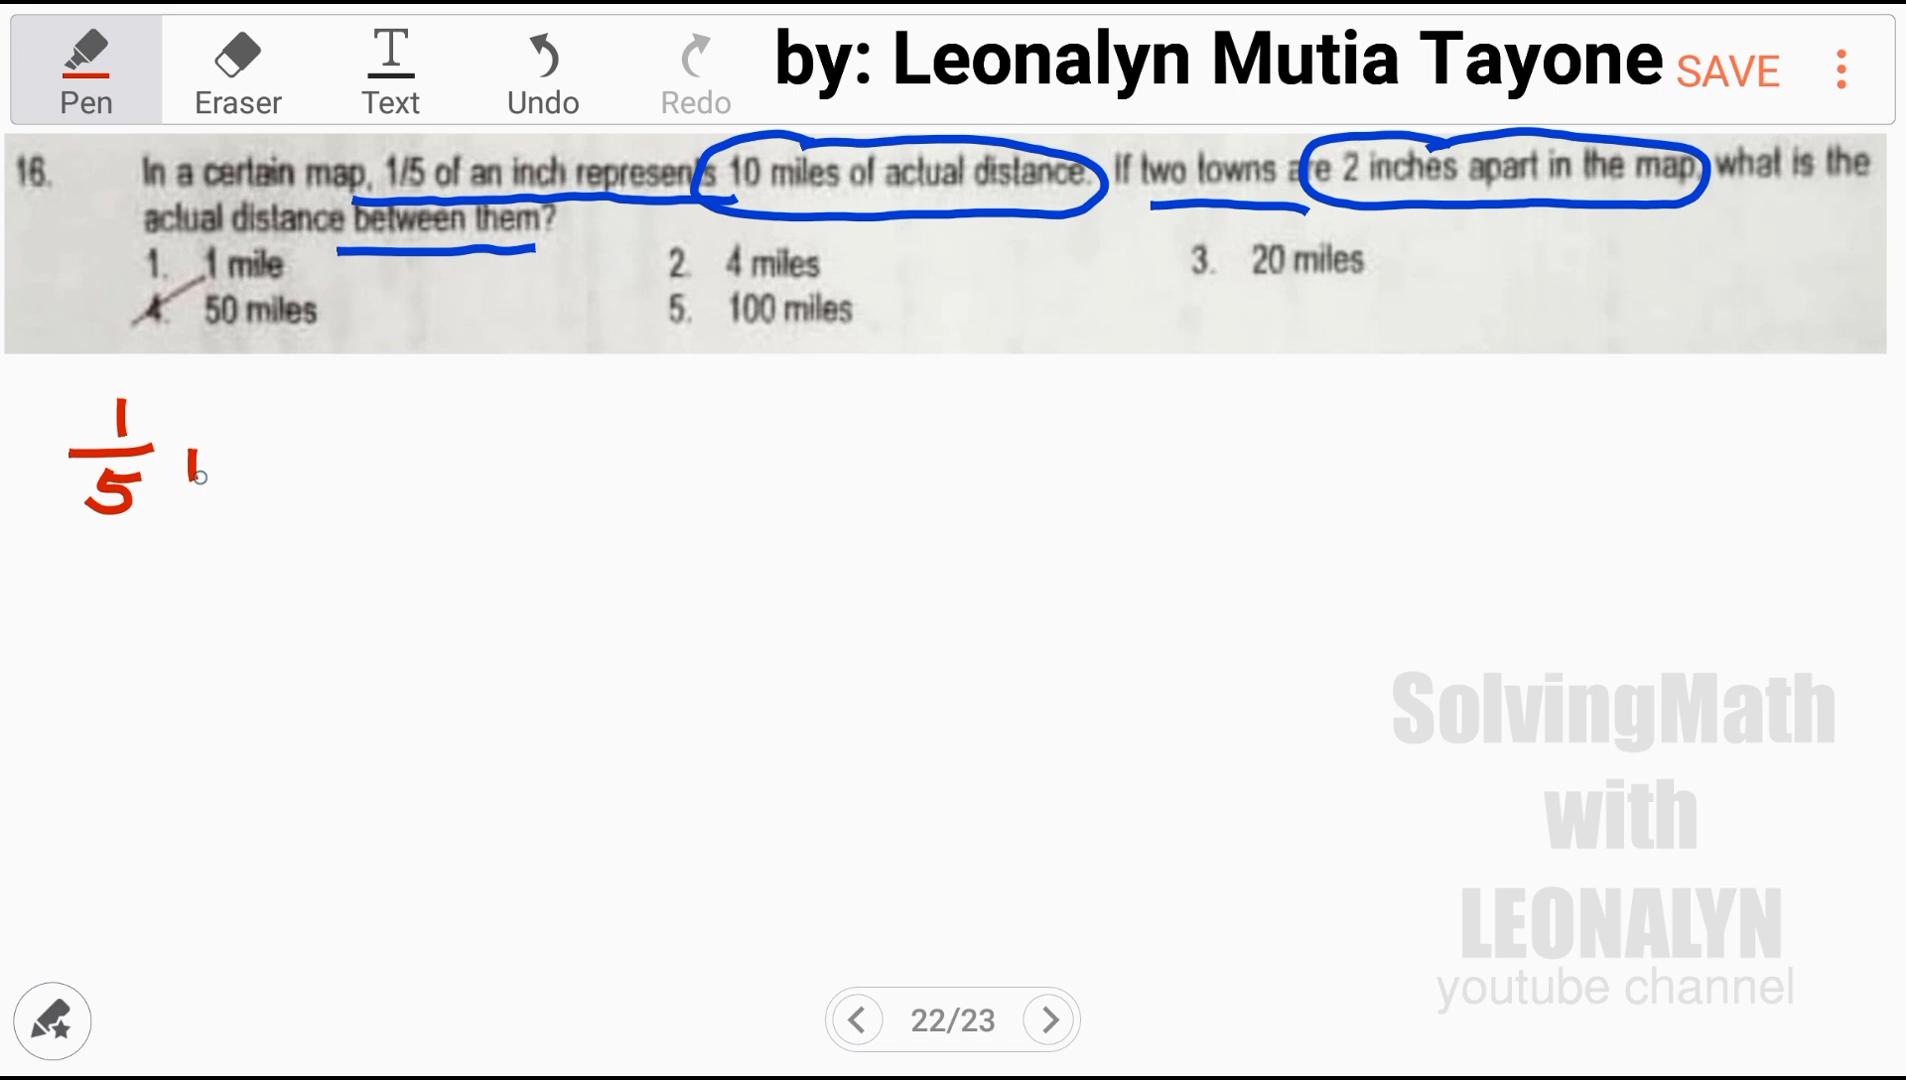 by: Leonalyn Mutia Tayone
Pen Eraser Text Undo Redo SAVE
16. In a certain map, 1/5 of an inch represents 10 miles of actual distance. If two towns are 2 inches apart in the map, what is the
actual distance between them?
1. 1 mile 2. 4 miles 3. 20 miles
4. 50 miles 5. 100 miles
1
5
SolvingMath
with
LEONALYN
youtube channel
22/23